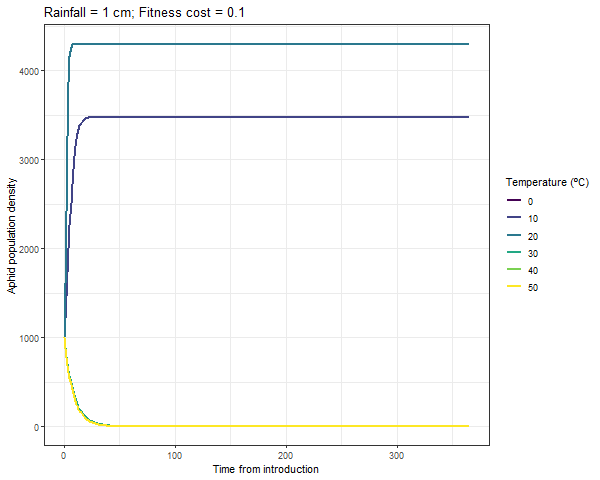 Rainfall = 1 cm; Fitness cost = 0.1
4000
3000
2000
1000
0
Aphid population density
0 100 200 300
Time from introduction
Temperature (ºC)
0
10
20
30
40
50